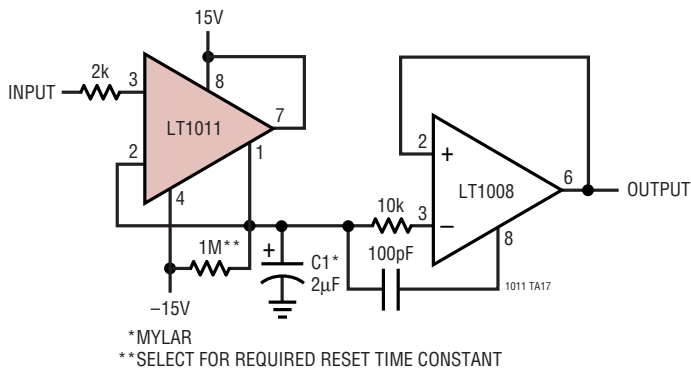 15V
2k
INPUT
3
8
LT1011
7
2
1
4
2
+
LT1008
6
OUTPUT
10k
3
–
8
1M**
+
C1*
2µF
100pF
1011 TA17
–15V
*MYLAR
**SELECT FOR REQUIRED RESET TIME CONSTANT